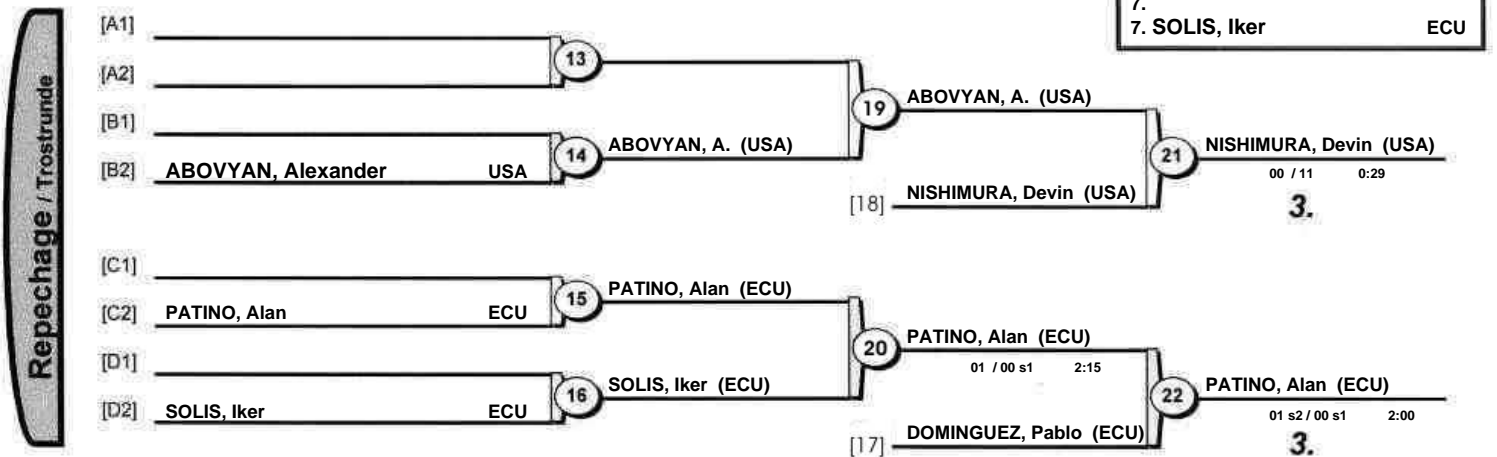 7.
7. SOLIS, Iker ECU
Repechage / Trostrunde
[A1]
13
[A2]
19 ABOVYAN, A. (USA)
[B1]
14 ABOVYAN, A. (USA)
21 NISHIMURA, Devin (USA)
[B2] ABOVYAN, Alexander USA
00 / 11 0:29
[18] NISHIMURA, Devin (USA)
3.
[C1]
15 PATINO, Alan (ECU)
[C2] PATINO, Alan ECU
20 PATINO, Alan (ECU)
01 / 00 s1 2:15
[D1]
16 SOLIS, Iker (ECU)
22 PATINO, Alan (ECU)
[D2] SOLIS, Iker ECU
01 s2 / 00 s1 2:00
[17] DOMINGUEZ, Pablo (ECU)
3.